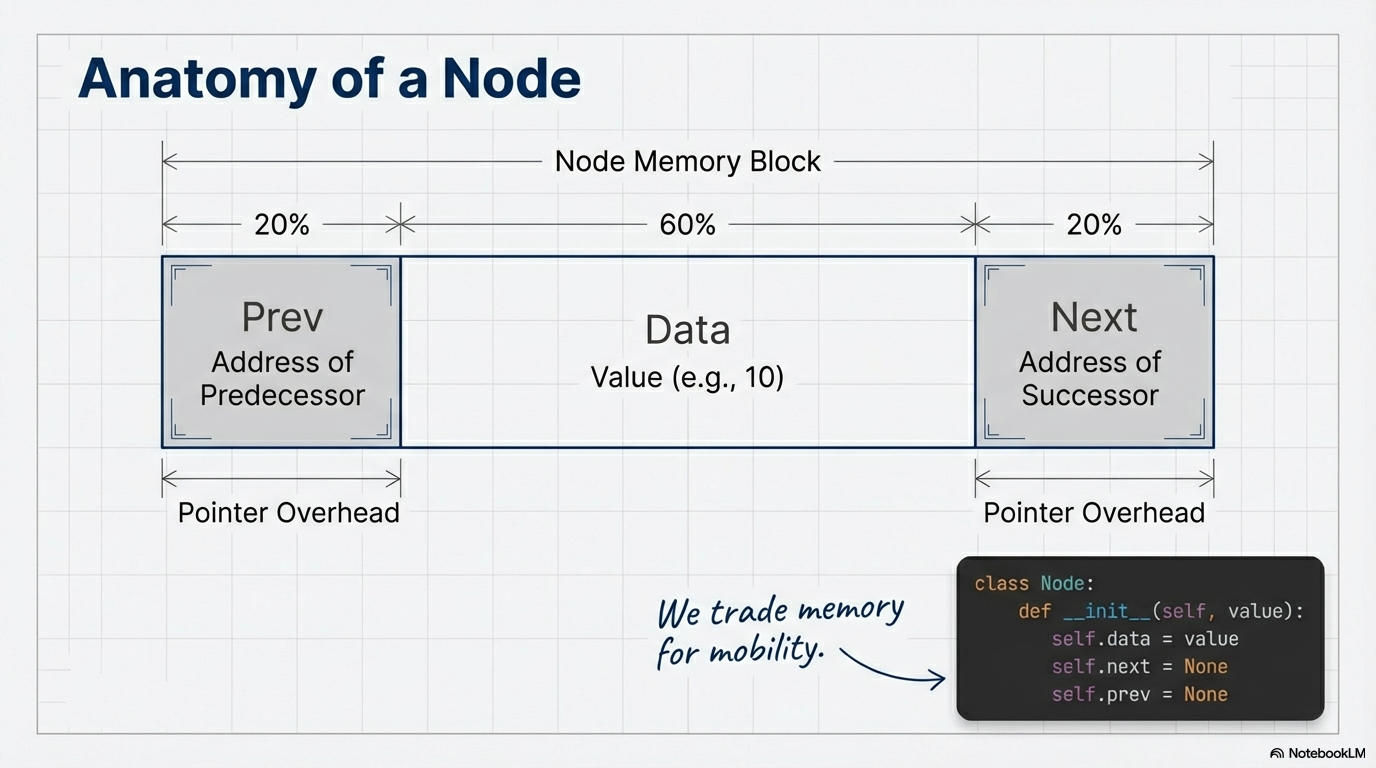 Anatomy of a Node
Node Memory Block
20%
60%
20%
Prev
Address of
Predecessor
Data
Value (e.g., 10)
Next
Address of
Successor
Pointer Overhead
Pointer Overhead
We trade memory
for mobility.
class Node:
    def __init__(self, value):
        self.data = value
        self.next = None
        self.prev = None
NotebookLM